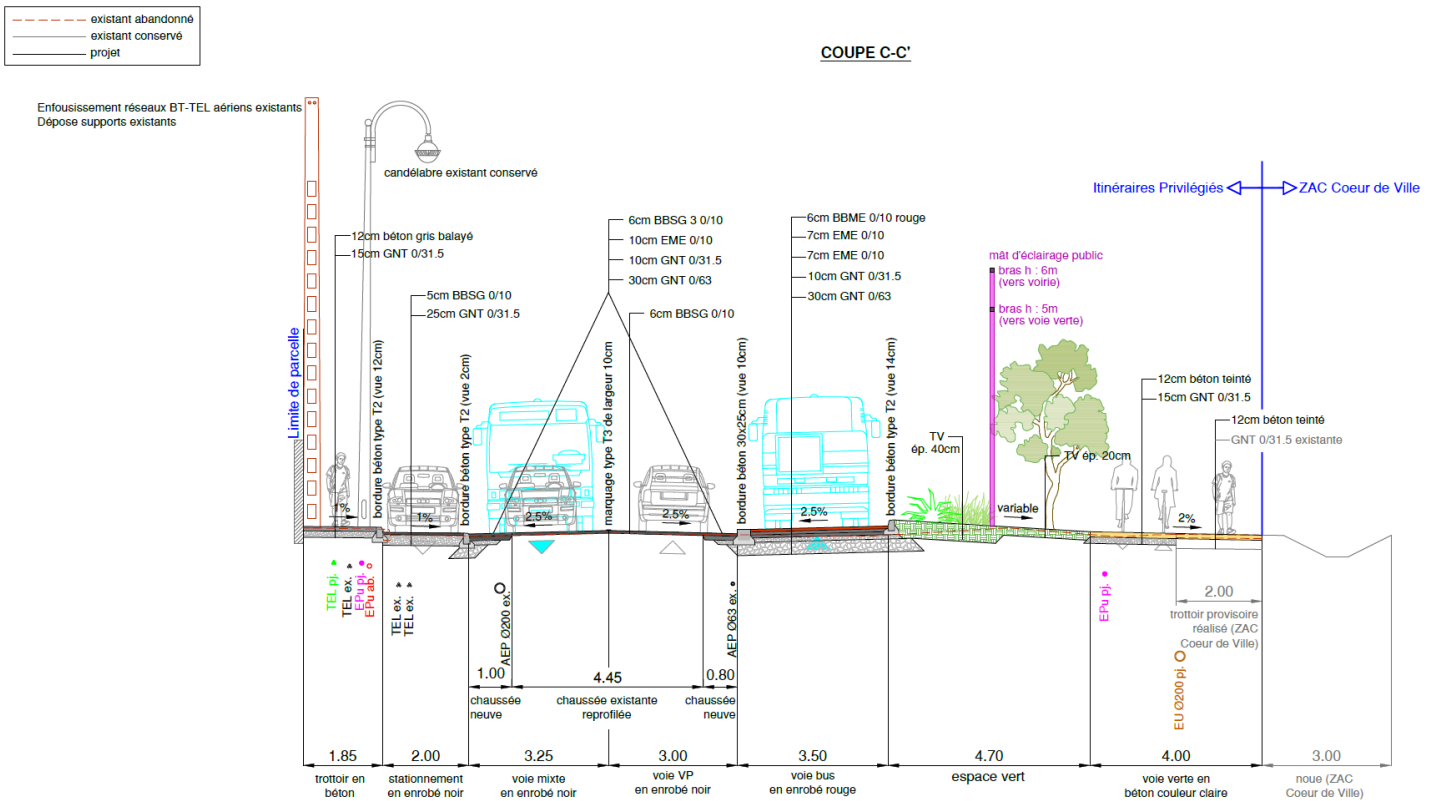 existant abandonné
existant conservé
projet
COUPE C-C'
Enfousissement réseaux BT-TEL aériens existants
Dépose supports existants
candélabre existant conservé
Itinéraires Privilégiés
ZAC Coeur de Ville
12cm béton gris balayé
15cm GNT 0/31.5
5cm BBSG 0/10
25cm GNT 0/31.5
6cm BBSG 3 0/10
10cm EME 0/10
10cm GNT 0/31.5
30cm GNT 0/63
6cm BBSG 0/10
6cm BBME 0/10 rouge
7cm EME 0/10
7cm EME 0/10
10cm GNT 0/31.5
30cm GNT 0/63
mât d'éclairage public
bras h : 6m
(vers voirie)
bras h : 5m
(vers voie verte)
12cm béton teinté
15cm GNT 0/31.5
12cm béton teinté
GNT 0/31.5 existante
Limite de parcelle
bordure béton type T2 (vue 12cm)
bordure béton type T2 (vue 2cm)
marquage type T3 de largeur 10cm
bordure béton 30x25cm (vue 10cm)
bordure béton type T2 (vue 14cm)
TV
ép. 40cm
TV ép. 20cm
variable
1%
1%
2.5%
2.5%
2.5%
2%
TEL pj.
TEL ex.
EPu pj.
EPu ab.
TEL ex.
TEL ex.
AEP Ø200 ex.
AEP Ø63 ex.
EPu pj.
EU Ø200 pj.
2.00
trottoir provisoire
réalisé (ZAC
Coeur de Ville)
1.00
chaussée
neuve
4.45
chaussée existante
reprofilée
0.80
chaussée
neuve
1.85
trottoir en
béton
2.00
stationnement
en enrobé noir
3.25
voie mixte
en enrobé noir
3.00
voie VP
en enrobé noir
3.50
voie bus
en enrobé rouge
4.70
espace vert
4.00
voie verte en
béton couleur claire
3.00
noue (ZAC
Coeur de Ville)